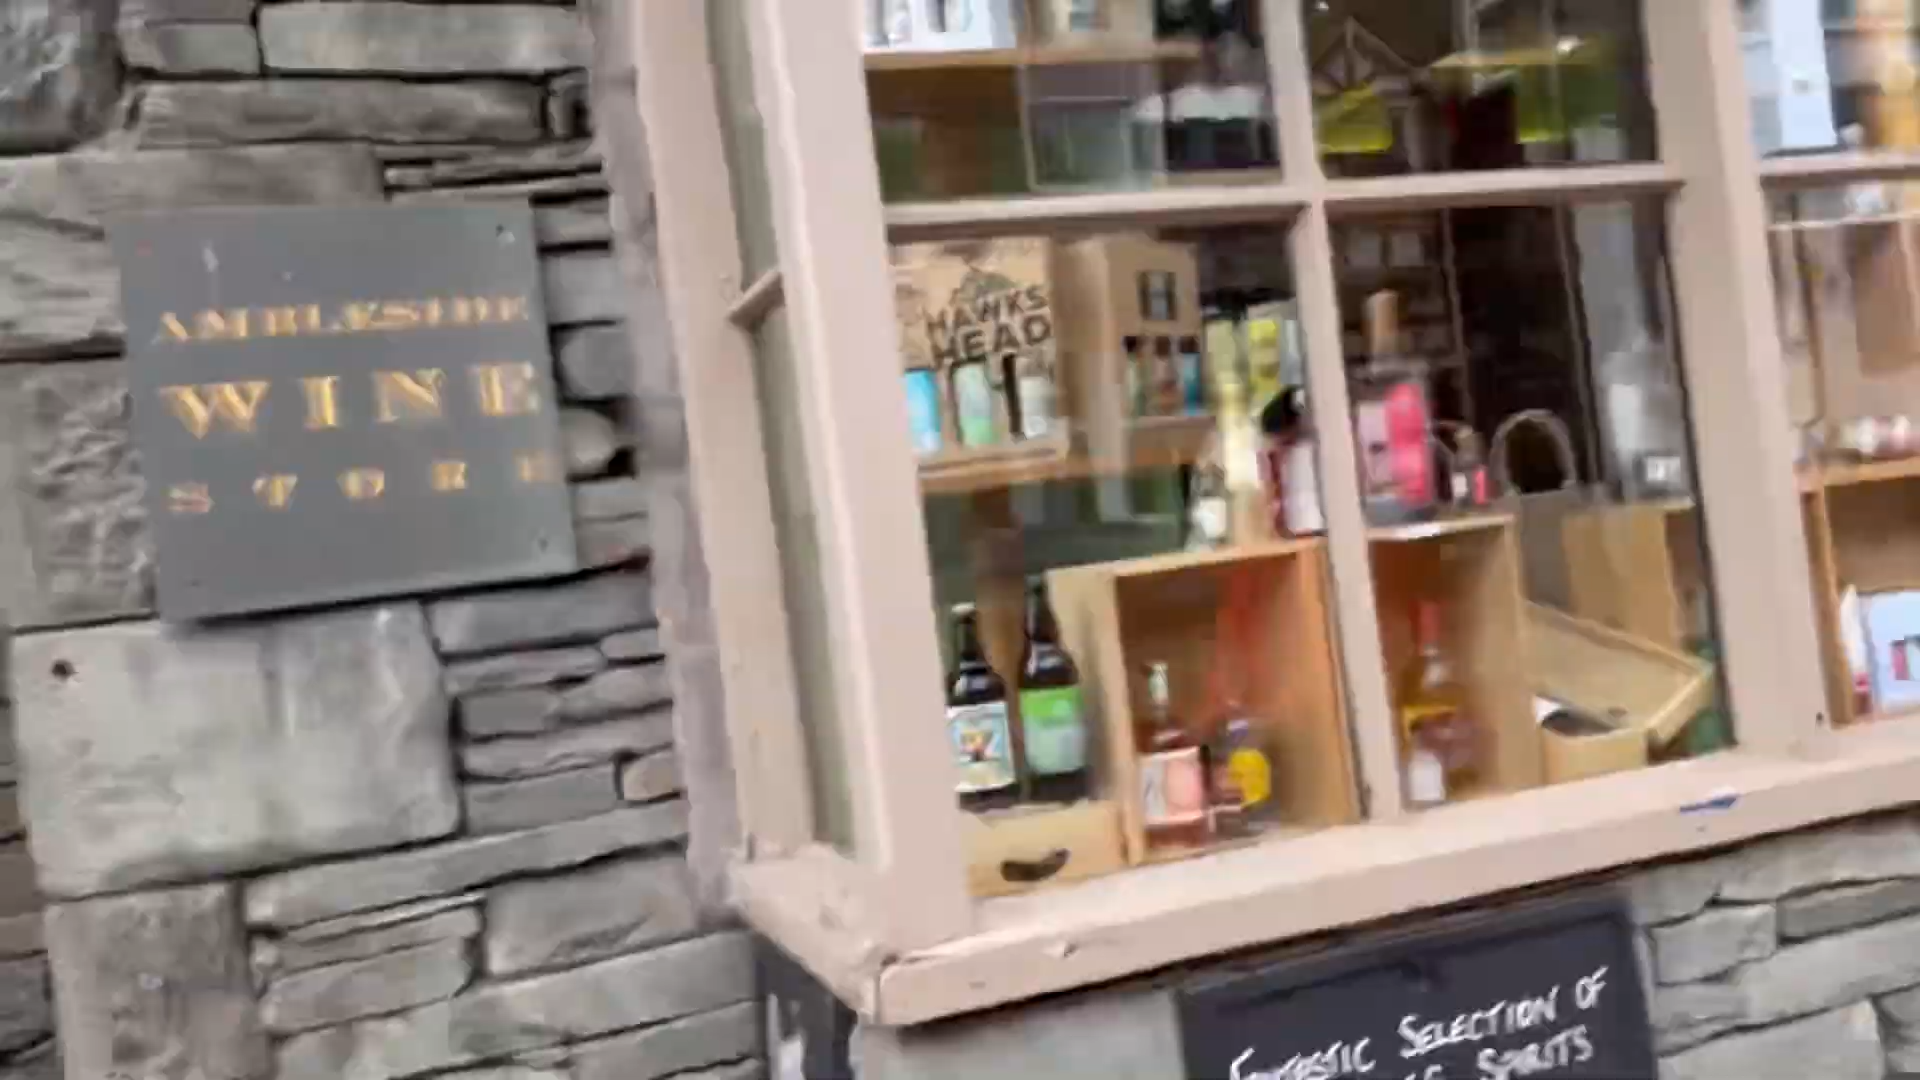 AMBLESIDE
WINE
STORE
HAWKS
HEAD
FANTASTIC SELECTION OF
SPIRITS